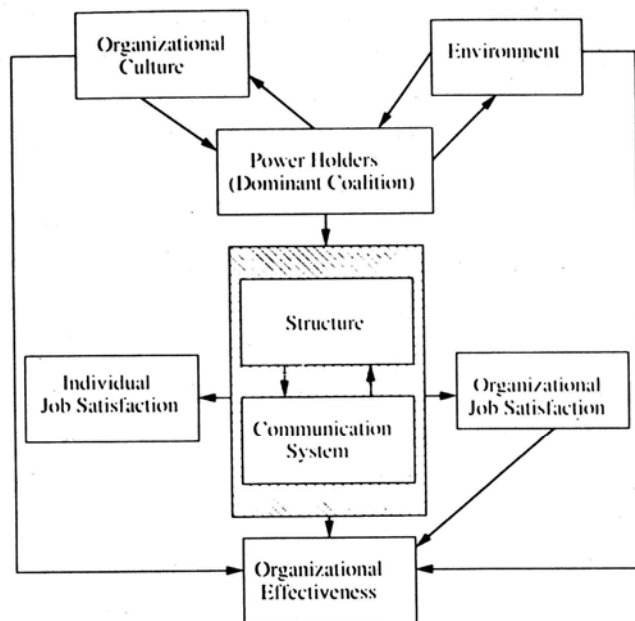 Organizational
Culture
Environment
Power Holders
(Dominant Coalition)
Structure
Individual
Job Satisfaction
Organizational
Job Satisfaction
Communication
System
Organizational
Effectiveness